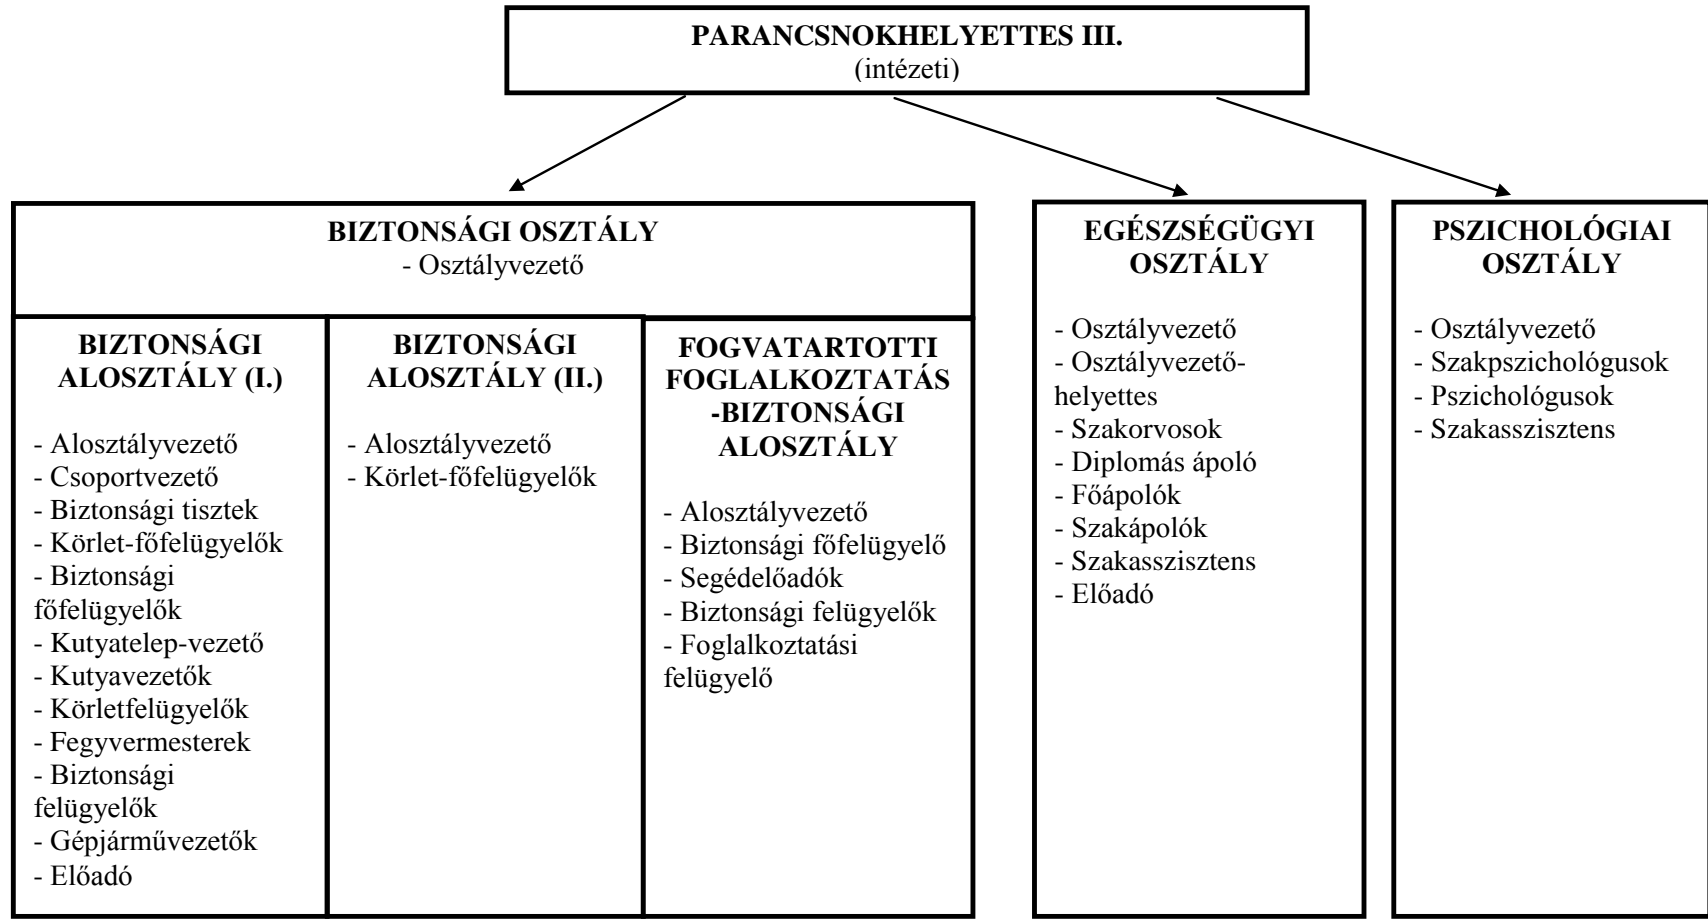 PARANCSNOKHELYETTES III.
(intézeti)
BIZTONSÁGI OSZTÁLY
- Osztályvezető
BIZTONSÁGI
ALOSZTÁLY (I.)
- Alosztályvezető
- Csoportvezető
- Biztonsági tisztek
- Körlet-főfelügyelők
- Biztonsági
főfelügyelők
- Kutyatelep-vezető
- Kutyavezetők
- Körletfelügyelők
- Fegyvermesterek
- Biztonsági
felügyelők
- Gépjárművezetők
- Előadó
BIZTONSÁGI
ALOSZTÁLY (II.)
- Alosztályvezető
- Körlet-főfelügyelők
FOGVATARTOTTI
FOGLALKOZTATÁS
-BIZTONSÁGI
ALOSZTÁLY
- Alosztályvezető
- Biztonsági főfelügyelő
- Segédelőadók
- Biztonsági felügyelők
- Foglalkoztatási
felügyelő
EGÉSZSÉGÜGYI
OSZTÁLY
- Osztályvezető
- Osztályvezető-
helyettes
- Szakorvosok
- Diplomás ápoló
- Főápolók
- Szakápolók
- Szakasszisztens
- Előadó
PSZICHOLÓGIAI
OSZTÁLY
- Osztályvezető
- Szakpszichológusok
- Pszichológusok
- Szakasszisztens